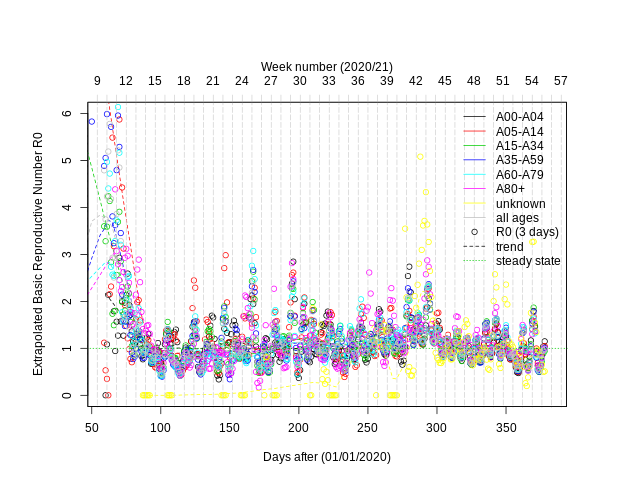 Week number (2020/21)
9 12 15 18 21 24 27 30 33 36 39 42 45 48 51 54 57
Extrapolated Basic Reproductive Number R0
6
5
4
3
2
1
0
A00-A04
A05-A14
A15-A34
A35-A59
A60-A79
A80+
unknown
all ages
R0 (3 days)
trend
steady state
50 100 150 200 250 300 350
Days after (01/01/2020)